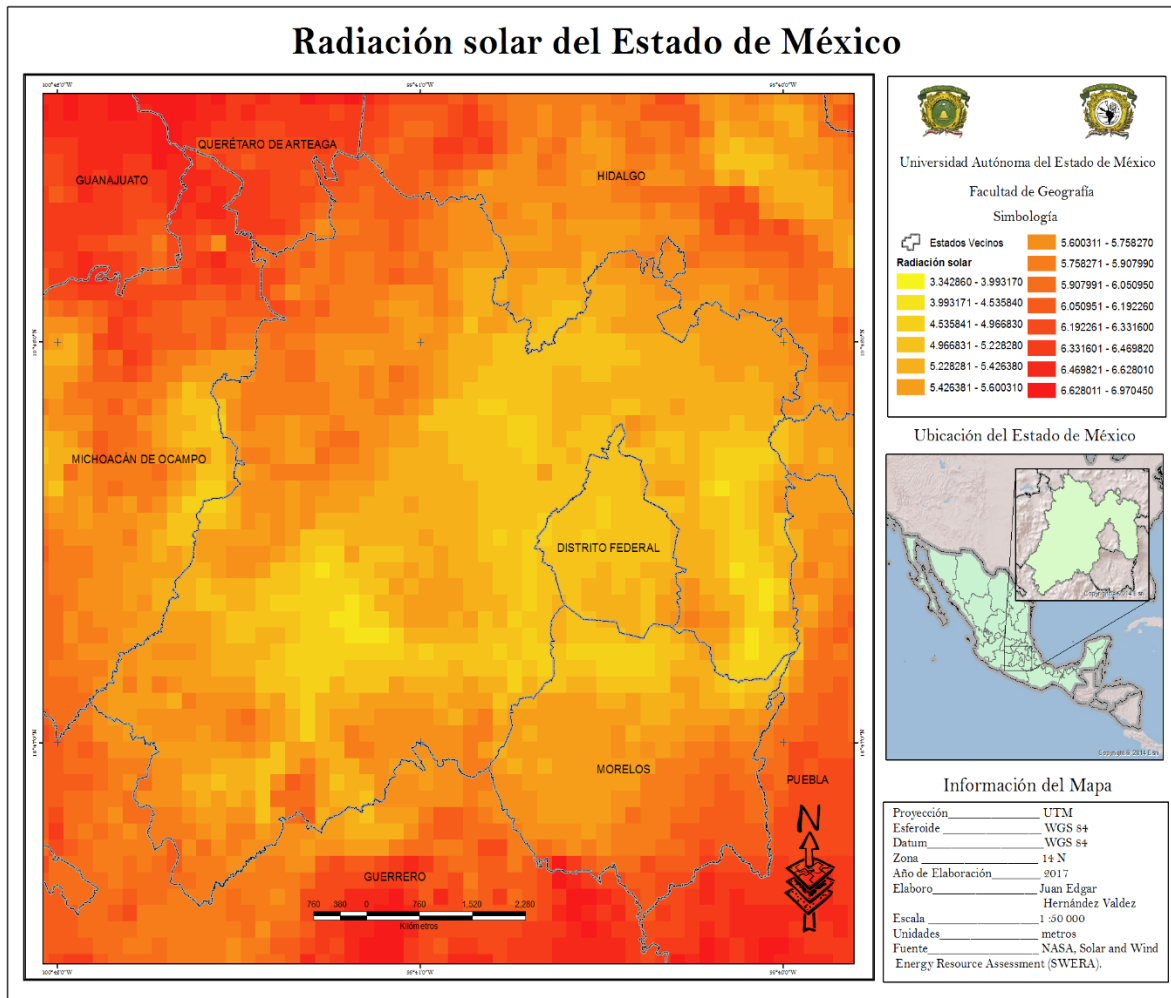 Radiación solar del Estado de México
QUERÉTARO DE ARTEAGA
GUANAJUATO
HIDALGO
MICHOACÁN DE OCAMPO
DISTRITO FEDERAL
MORELOS
PUEBLA
GUERRERO
N
760 380 0 760 1,520 2,280
Kilómetros
Universidad Autónoma del Estado de México
Facultad de Geografía
Simbología
Estados Vecinos
Radiación solar
3.342860 - 3.993170
3.993171 - 4.535840
4.535841 - 4.966830
4.966831 - 5.228280
5.228281 - 5.426380
5.426381 - 5.600310
5.600311 - 5.758270
5.758271 - 5.907990
5.907991 - 6.050950
6.050951 - 6.192260
6.192261 - 6.331600
6.331601 - 6.469820
6.469821 - 6.628010
6.628011 - 6.970450
Ubicación del Estado de México
Copyright © 2014 Esri
Información del Mapa
Proyección UTM
Esferoide WGS 84
Datum WGS 84
Zona 14 N
Año de Elaboración 2017
Elaboro Juan Edgar
Hernández Valdez
Escala 1 :50 000
Unidades metros
Fuente NASA, Solar and Wind
Energy Resource Assessment (SWERA).